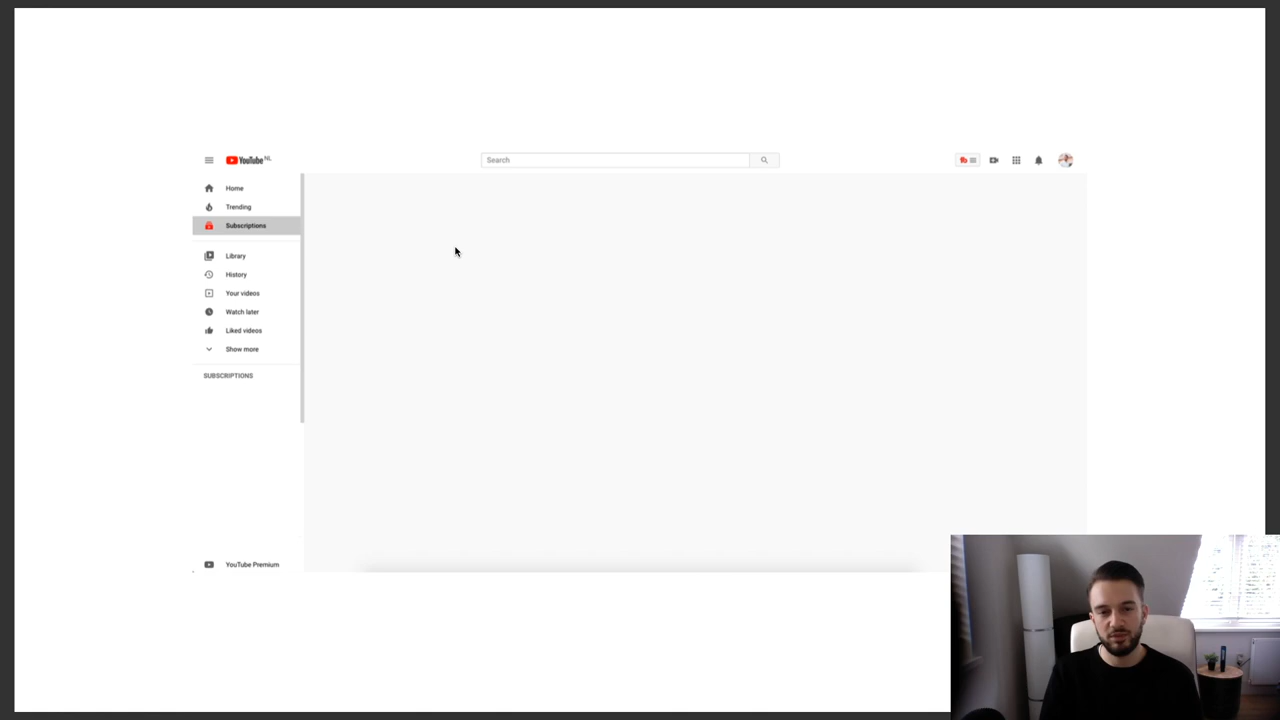 YouTube NL
Search
Home
Trending
Subscriptions
Library
History
Your videos
Watch later
Liked videos
Show more
SUBSCRIPTIONS
YouTube Premium